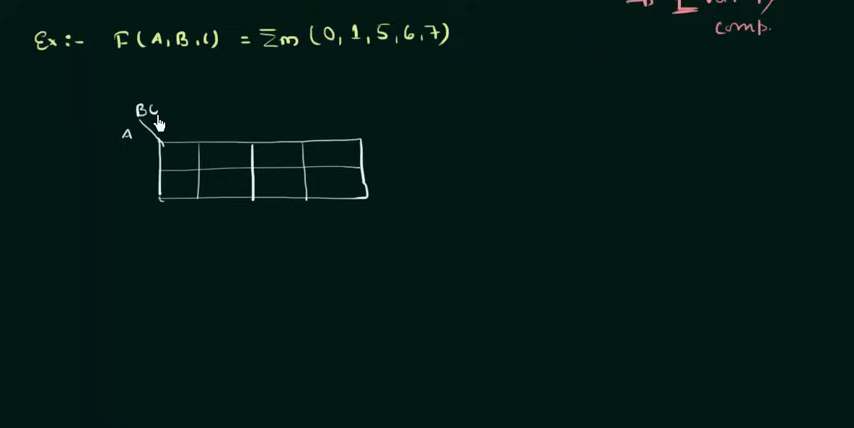 Ex:- F(A,B,C) = Σm (0, 1, 5, 6, 7)
comp.
BC
A